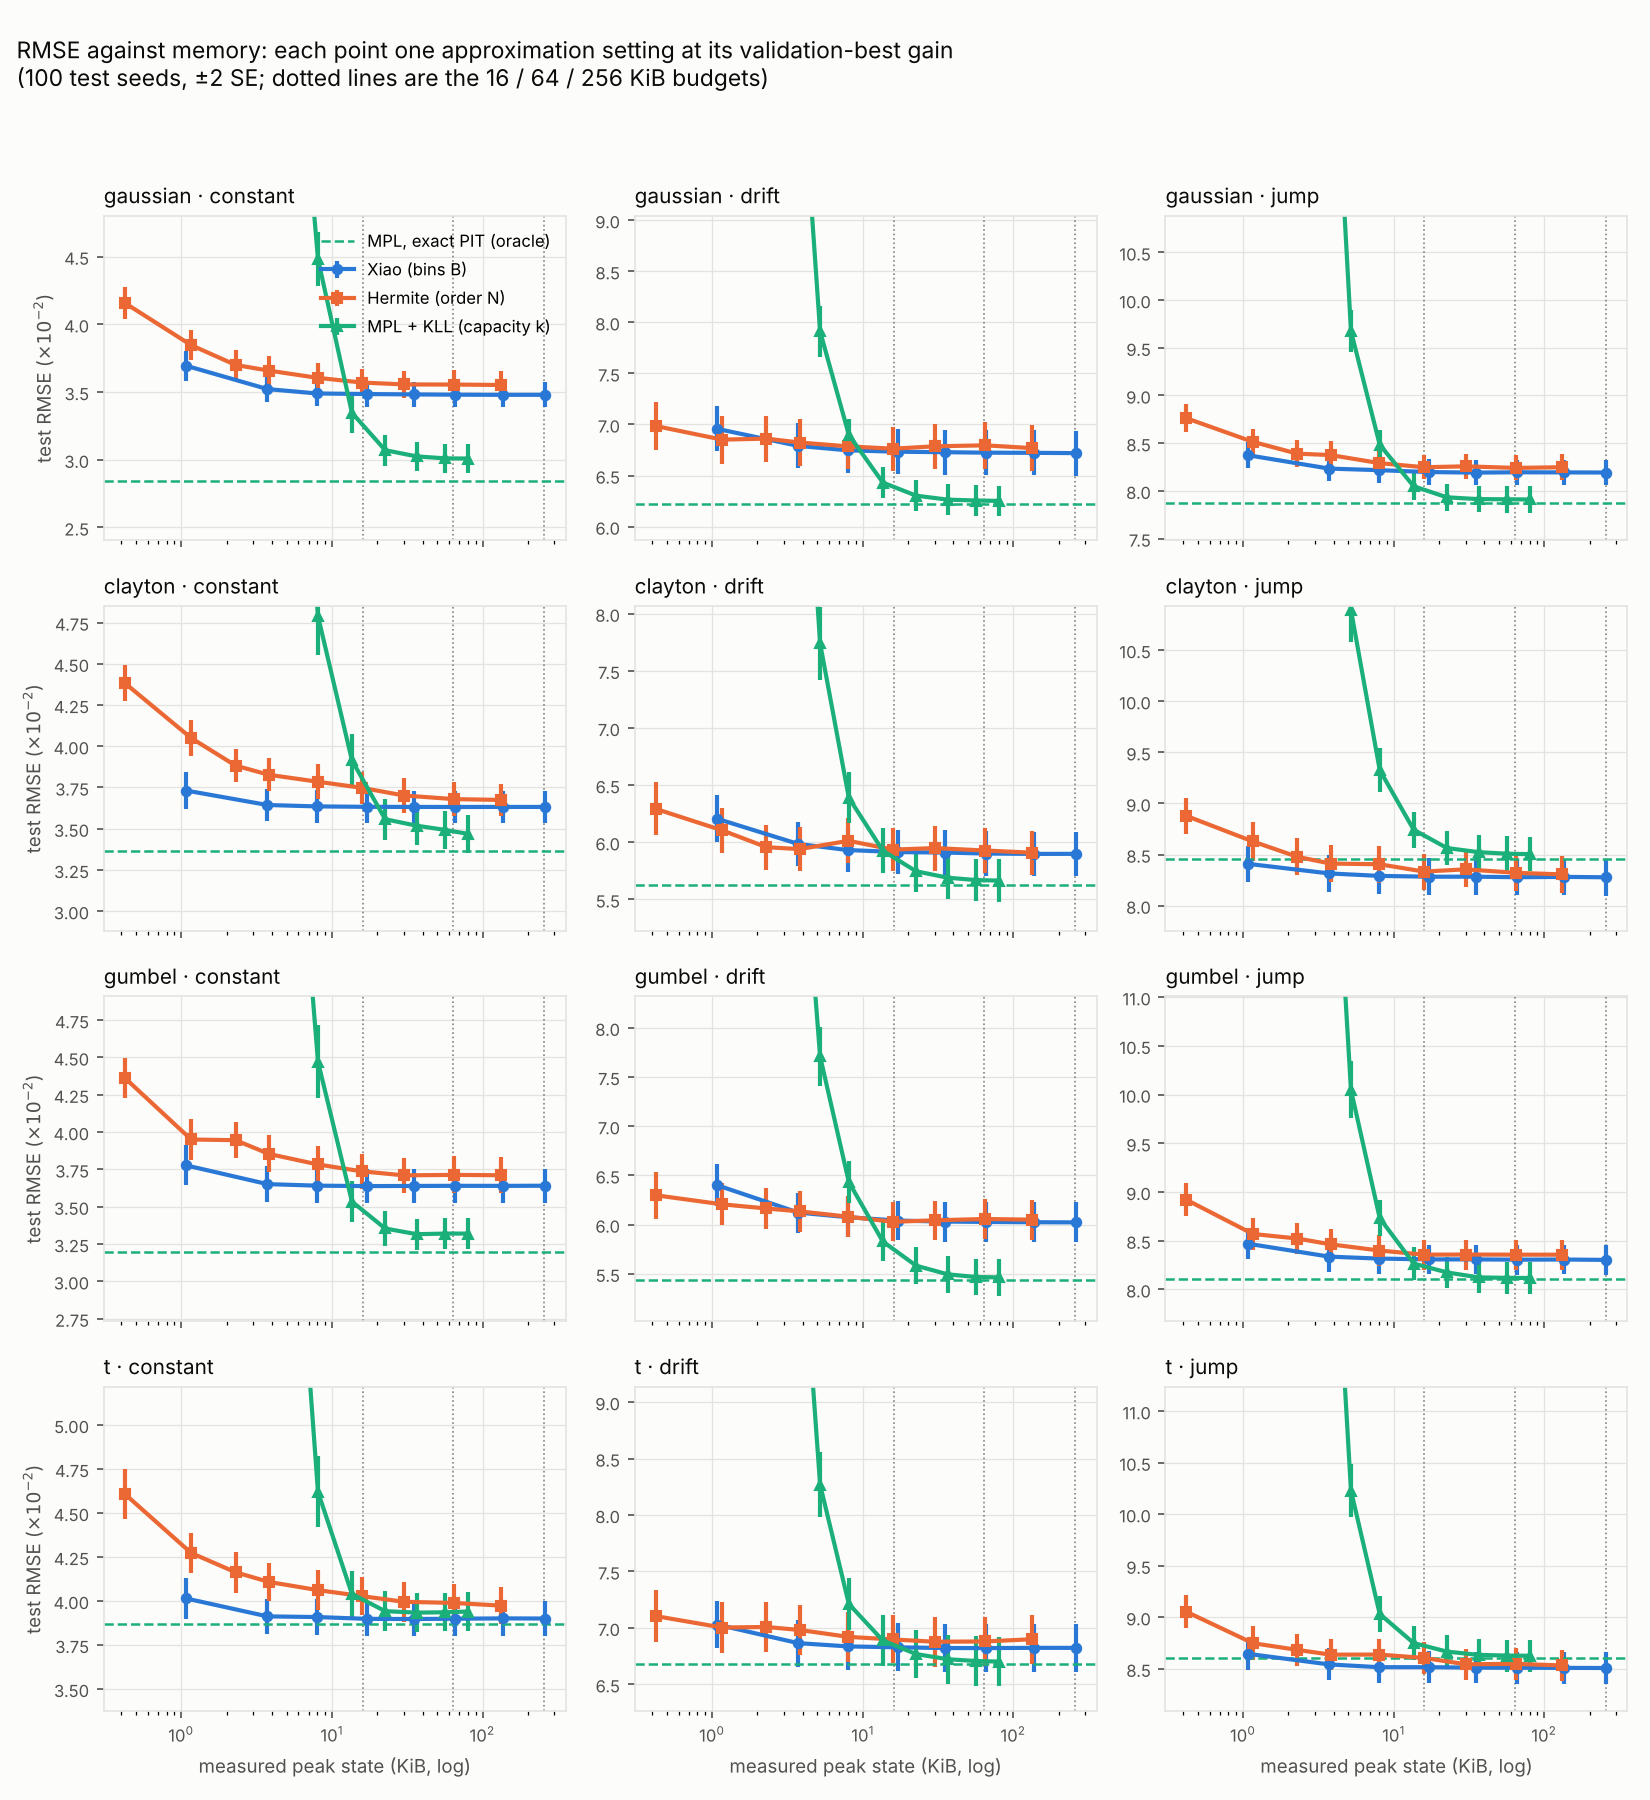 RMSE against memory: each point one approximation setting at its validation-best gain
(100 test seeds, ±2 SE; dotted lines are the 16 / 64 / 256 KiB budgets)
gaussian · constant
gaussian · drift
gaussian · jump
MPL, exact PIT (oracle)
Xiao (bins B)
Hermite (order N)
MPL + KLL (capacity k)
test RMSE (×10⁻²)
4.5
4.0
3.5
3.0
2.5
9.0
8.5
8.0
7.5
7.0
6.5
6.0
10.5
10.0
9.5
9.0
8.5
8.0
7.5
clayton · constant
clayton · drift
clayton · jump
test RMSE (×10⁻²)
4.75
4.50
4.25
4.00
3.75
3.50
3.25
3.00
8.0
7.5
7.0
6.5
6.0
5.5
10.5
10.0
9.5
9.0
8.5
8.0
gumbel · constant
gumbel · drift
gumbel · jump
test RMSE (×10⁻²)
4.75
4.50
4.25
4.00
3.75
3.50
3.25
3.00
2.75
8.0
7.5
7.0
6.5
6.0
5.5
11.0
10.5
10.0
9.5
9.0
8.5
8.0
t · constant
t · drift
t · jump
test RMSE (×10⁻²)
5.00
4.75
4.50
4.25
4.00
3.75
3.50
9.0
8.5
8.0
7.5
7.0
6.5
11.0
10.5
10.0
9.5
9.0
8.5
10⁰ 10¹ 10²
10⁰ 10¹ 10²
10⁰ 10¹ 10²
measured peak state (KiB, log)
measured peak state (KiB, log)
measured peak state (KiB, log)